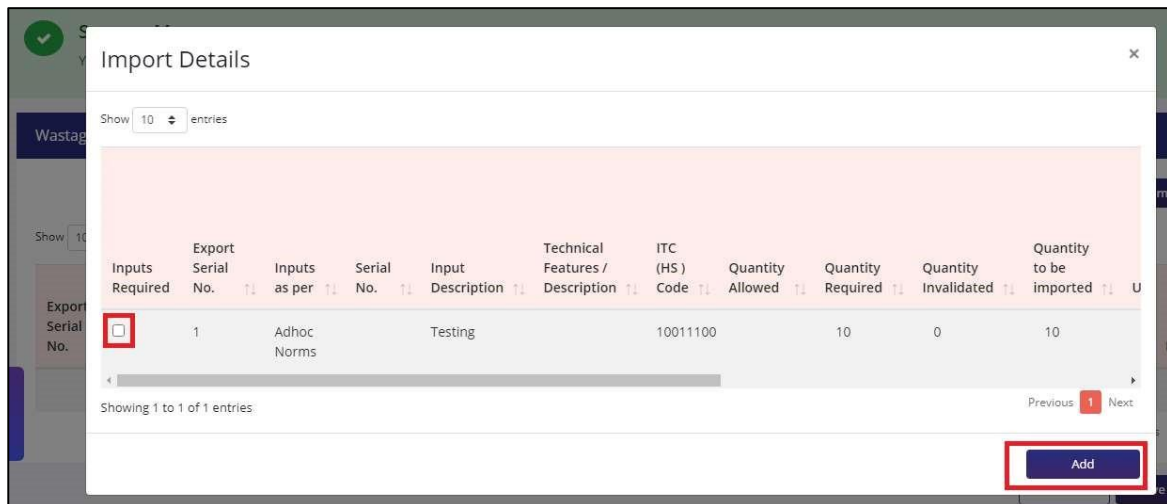 Import Details
×
Show 10 entries
Wastag
Show 10
Inputs Required
Export Serial No.
Inputs as per
Serial No.
Input Description
Technical Features / Description
ITC (HS ) Code
Quantity Allowed
Quantity Required
Quantity Invalidated
Quantity to be imported
U
Export Serial No.
1
Adhoc Norms
Testing
10011100
10
0
10
Showing 1 to 1 of 1 entries
Previous 1 Next
Add